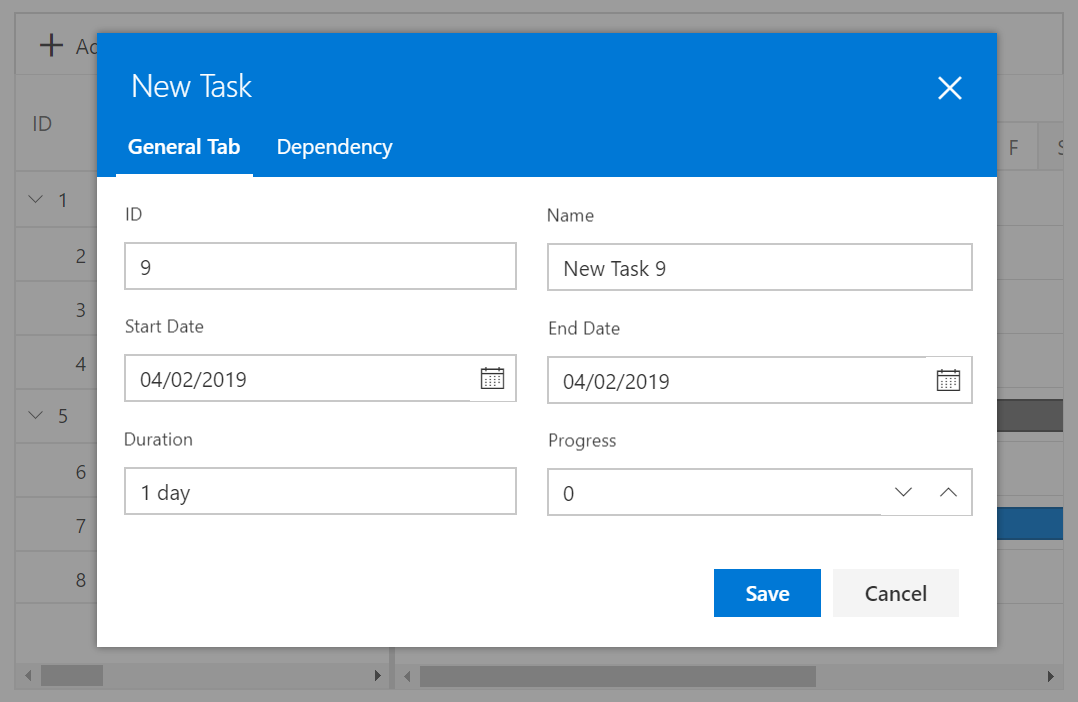 Ad
New Task
General Tab Dependency
ID
F
S
1
2
3
4
5
6
7
8
ID
Name
9
New Task 9
Start Date
End Date
04/02/2019
04/02/2019
Duration
Progress
1 day
0
Save
Cancel